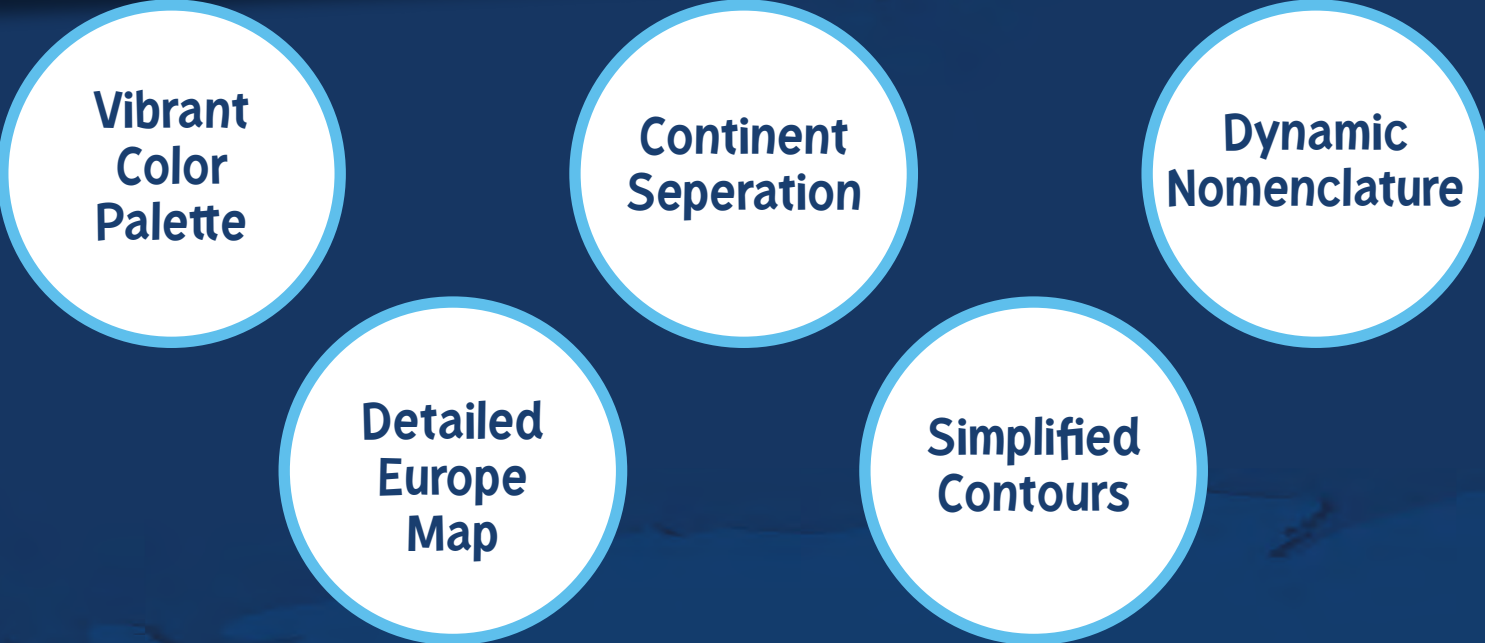 Vibrant
Color
Palette
Continent
Seperation
Dynamic
Nomenclature
Detailed
Europe
Map
Simplified
Contours